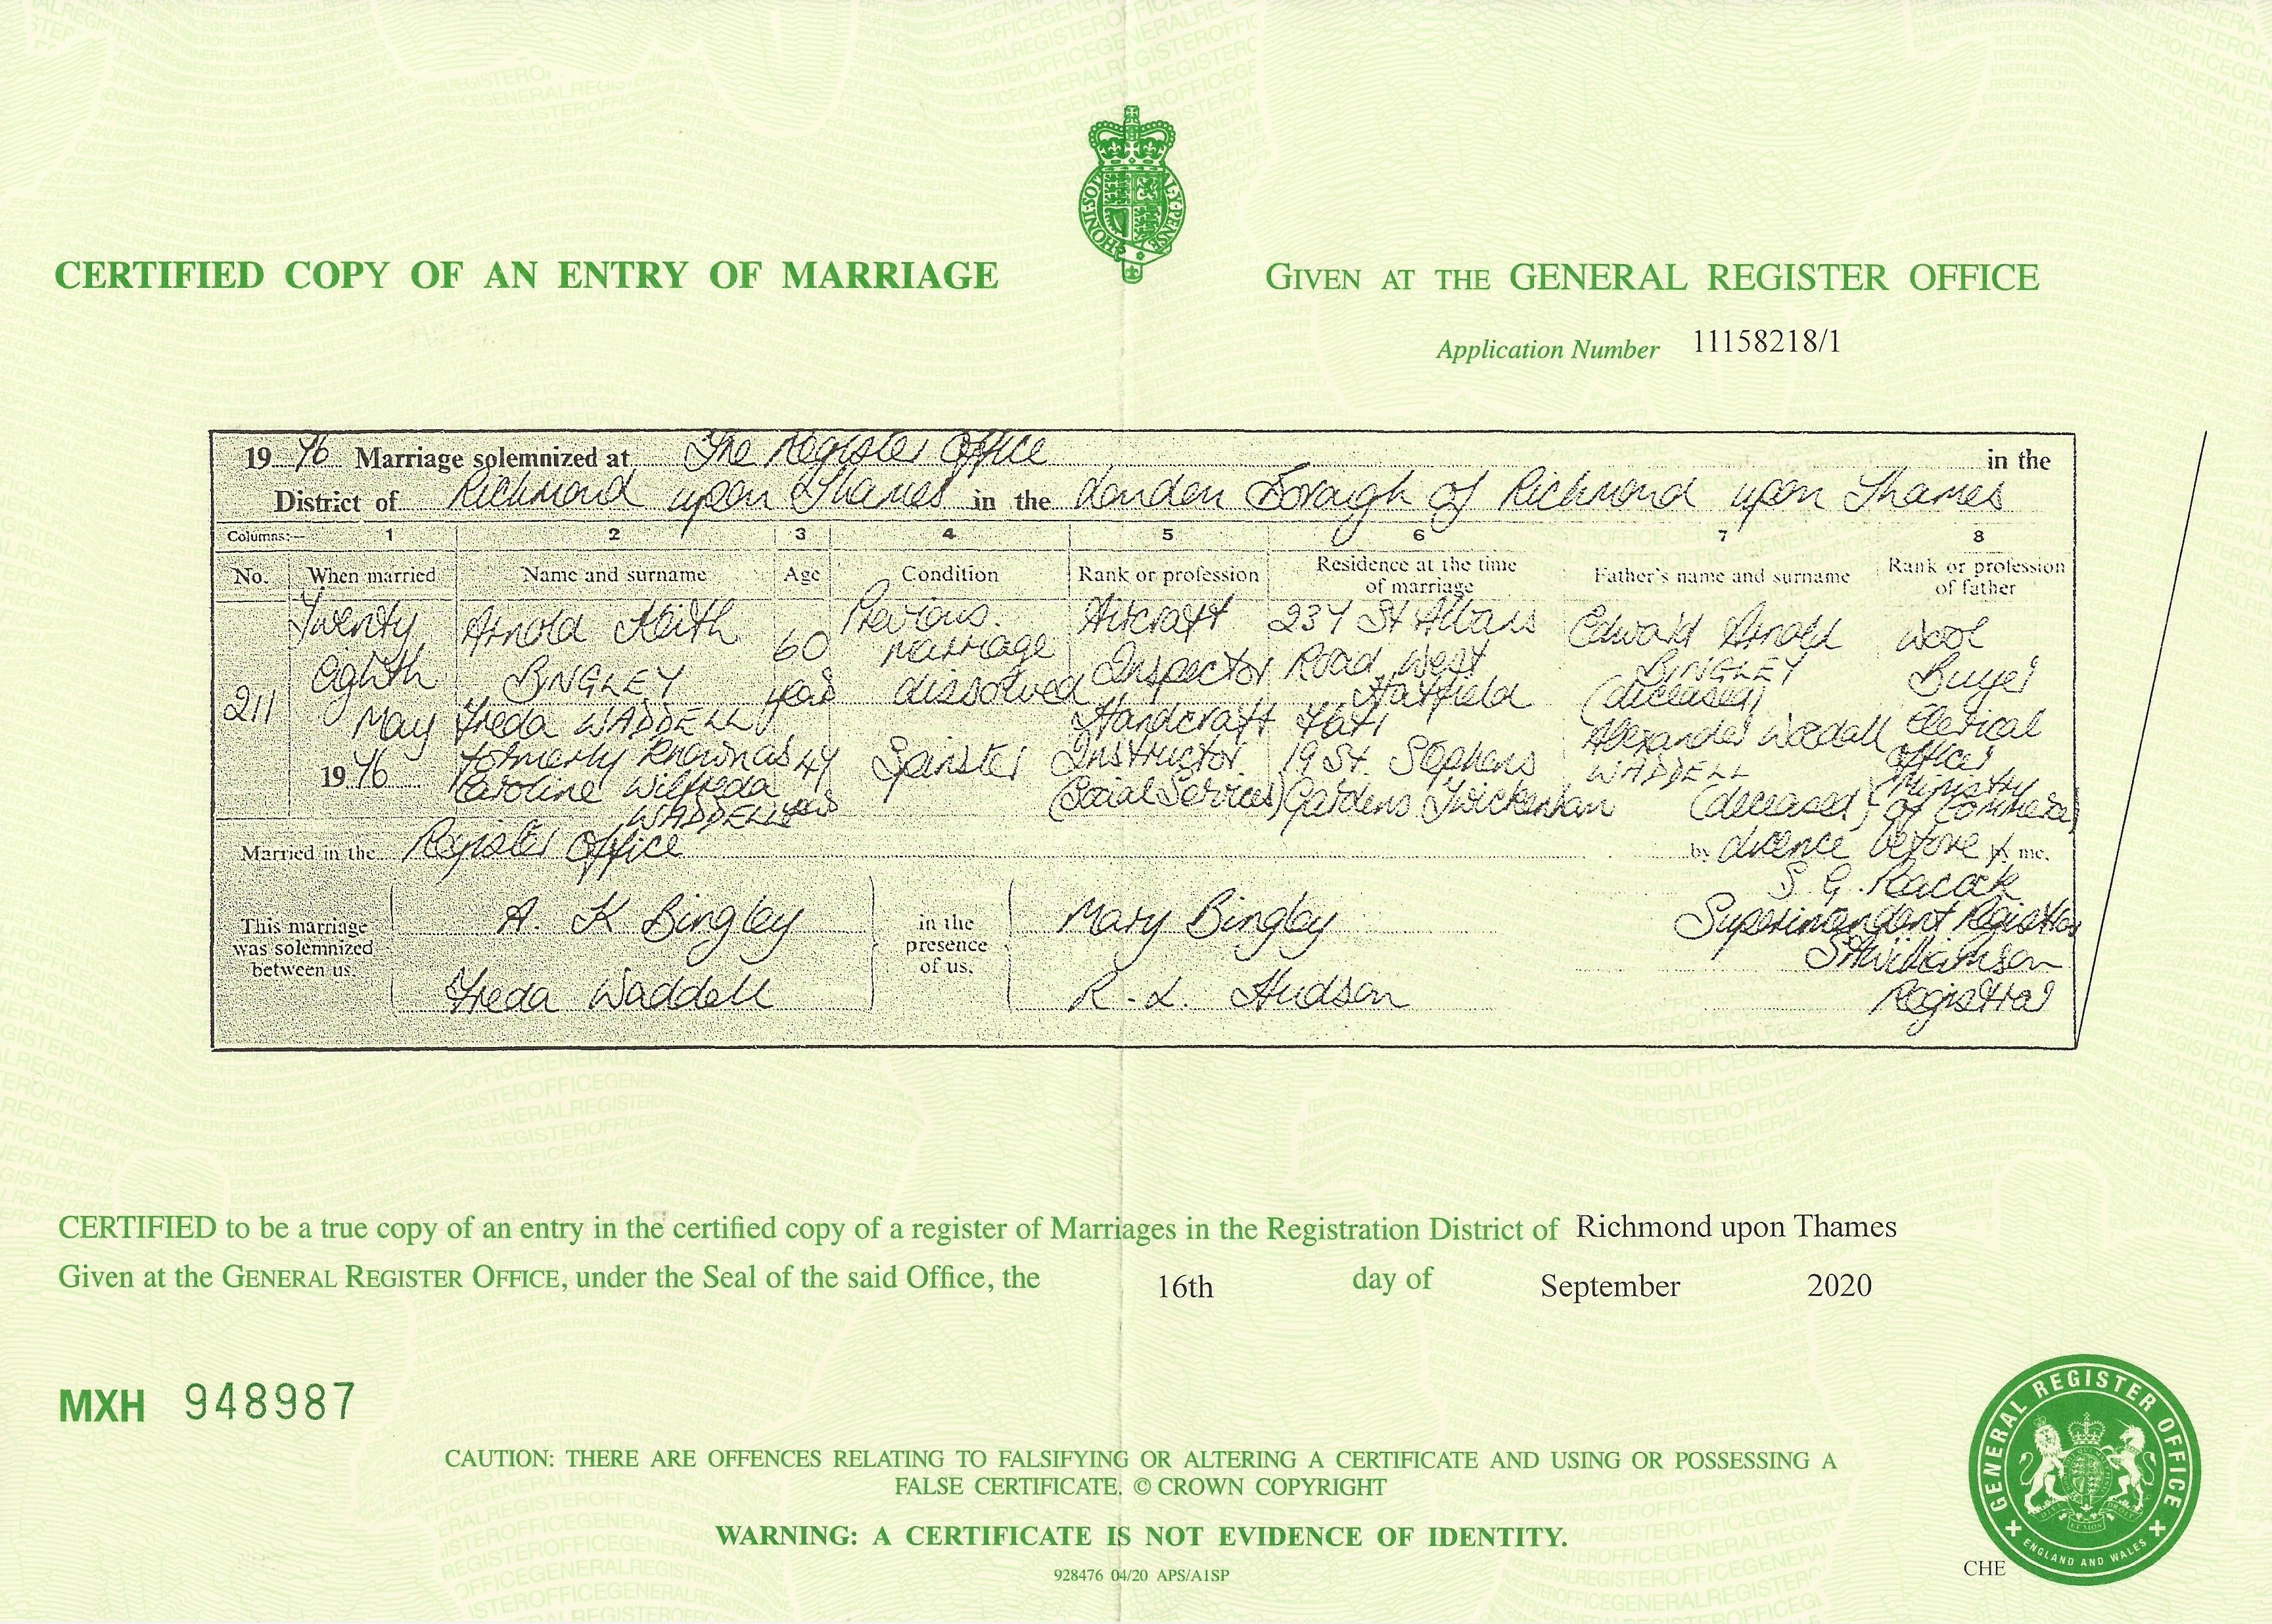 CERTIFIED COPY OF AN ENTRY OF MARRIAGE
GIVEN AT THE GENERAL REGISTER OFFICE
Application Number 11158218/1
1976 Marriage solemnized at The Register Office in the
District of Richmond upon Thames in the London Borough of Richmond upon Thames
Columns:— 1 2 3 4 5 6 7 8
No. When married Name and surname Age Condition Rank or profession Residence at the time of marriage Father's name and surname Rank or profession of father
211
Twenty
eighth
May
1976
Arnold Keith
BINGLEY
60
years
Previous
marriage
dissolved
Aircraft
Inspector
237 St Albans
Road West
Hatfield
Edward Arnold
BINGLEY
(deceased)
Wool
Buyer
Freda WADDELL
formerly known as
Caroline Wilfreda
WADDELL
47
years
Spinster
Handcraft
Instructor
(Social Services)
Flat 1
19 St. Stephens
Gardens Twickenham
Alexander Woodall
WADDELL
(deceased)
Clerical
Officer
Ministry
of Commerce
Married in the Register Office by licence before me,
This marriage was solemnized between us,
A. K Bingley
Freda Waddell
in the presence of us,
Mary Bingley
R. L. Hudson
S. G. Peacock
Superintendent Registrar
Williamson
Registrar
CERTIFIED to be a true copy of an entry in the certified copy of a register of Marriages in the Registration District of Richmond upon Thames
Given at the GENERAL REGISTER OFFICE, under the Seal of the said Office, the 16th day of September 2020
MXH 948987
CAUTION: THERE ARE OFFENCES RELATING TO FALSIFYING OR ALTERING A CERTIFICATE AND USING OR POSSESSING A
FALSE CERTIFICATE. © CROWN COPYRIGHT
WARNING: A CERTIFICATE IS NOT EVIDENCE OF IDENTITY.
928476 04/20 APS/A1SP
CHE
GENERAL REGISTER OFFICE
ENGLAND AND WALES